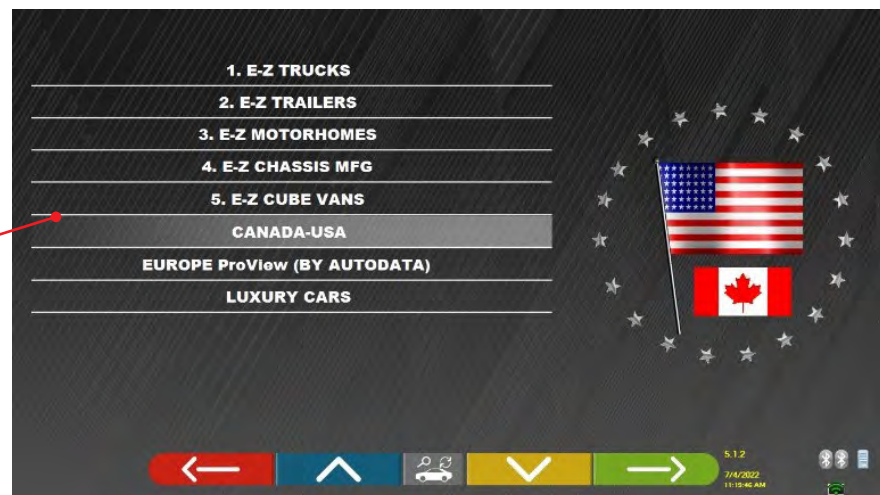 1. E-Z TRUCKS
2. E-Z TRAILERS
3. E-Z MOTORHOMES
4. E-Z CHASSIS MFG
5. E-Z CUBE VANS
CANADA-USA
EUROPE ProView (BY AUTODATA)
LUXURY CARS
5.1.2
7/4/2022
11:19:46 AM